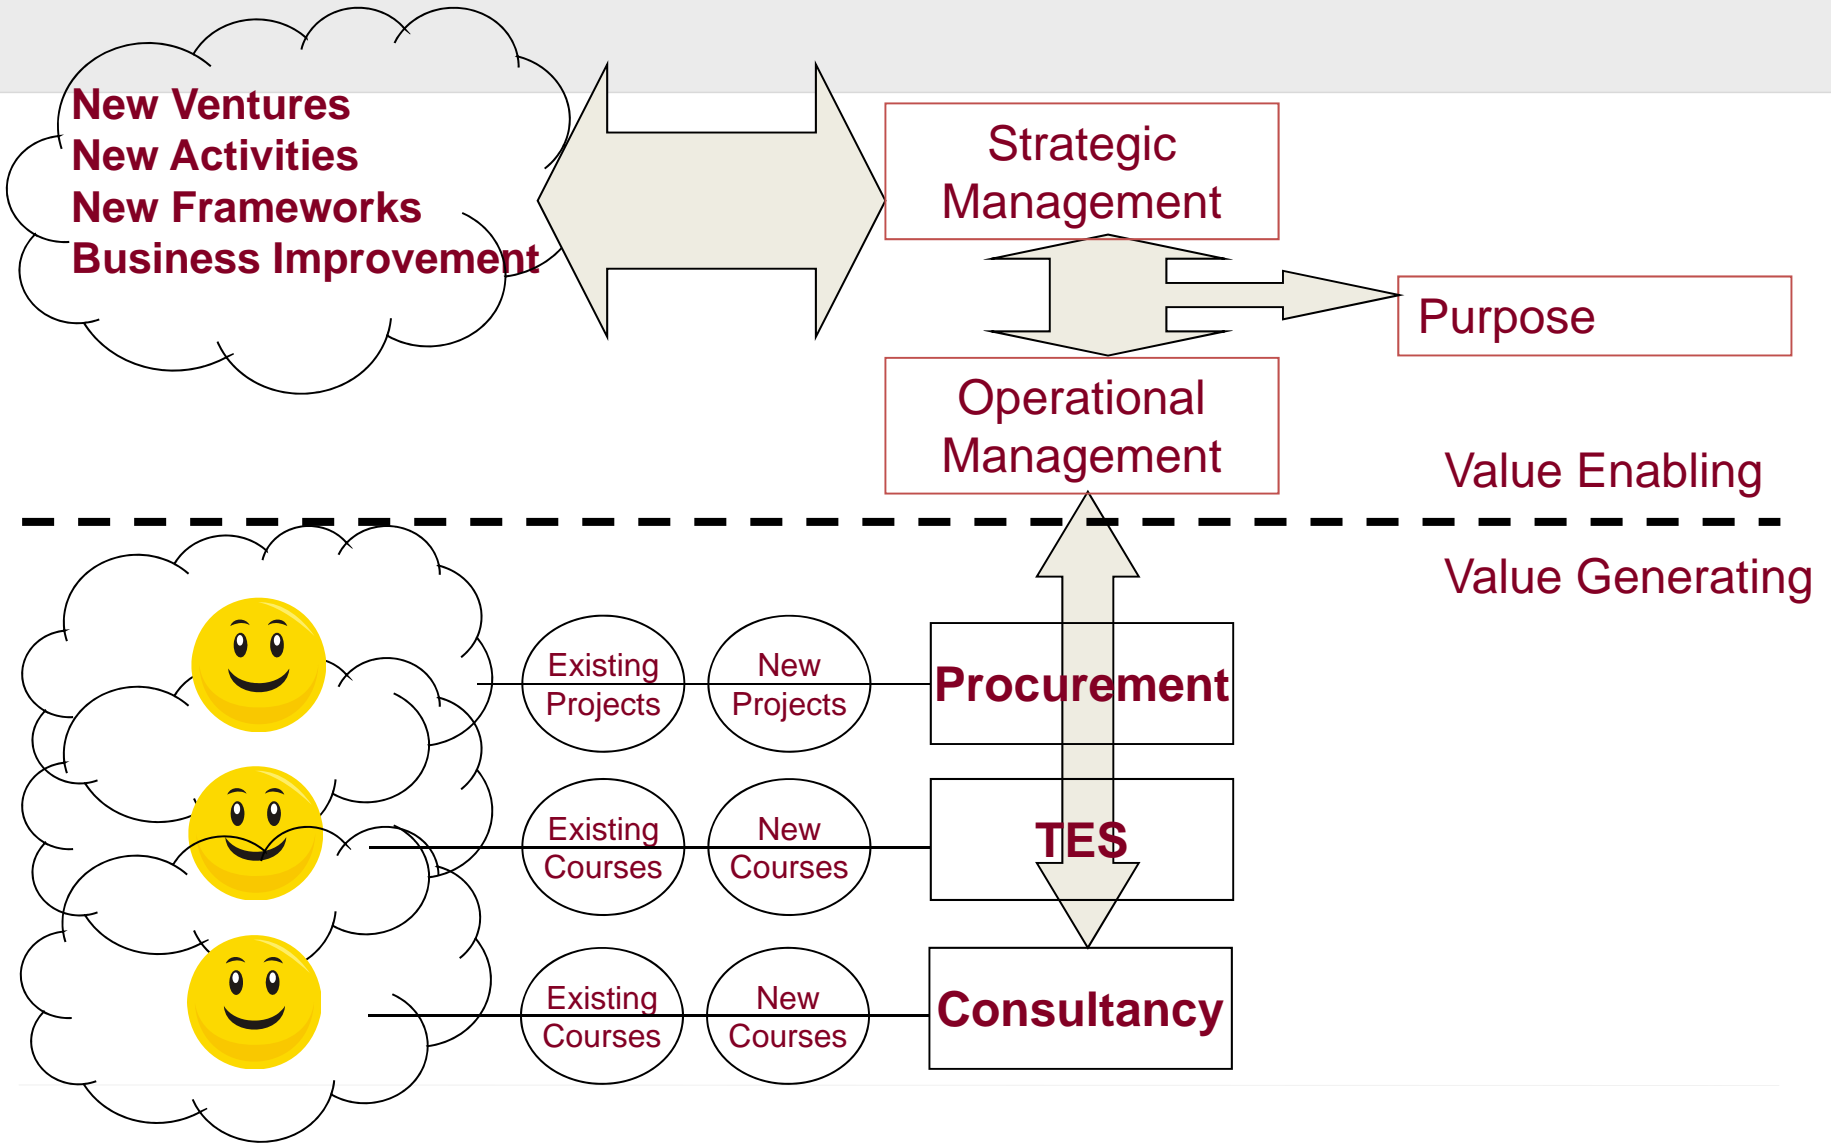 New Ventures
New Activities
New Frameworks
Business Improvement
Strategic
Management
Purpose
Operational
Management
Value Enabling
Value Generating
Existing
Projects
New
Projects
Procurement
Existing
Courses
New
Courses
TES
Existing
Courses
New
Courses
Consultancy